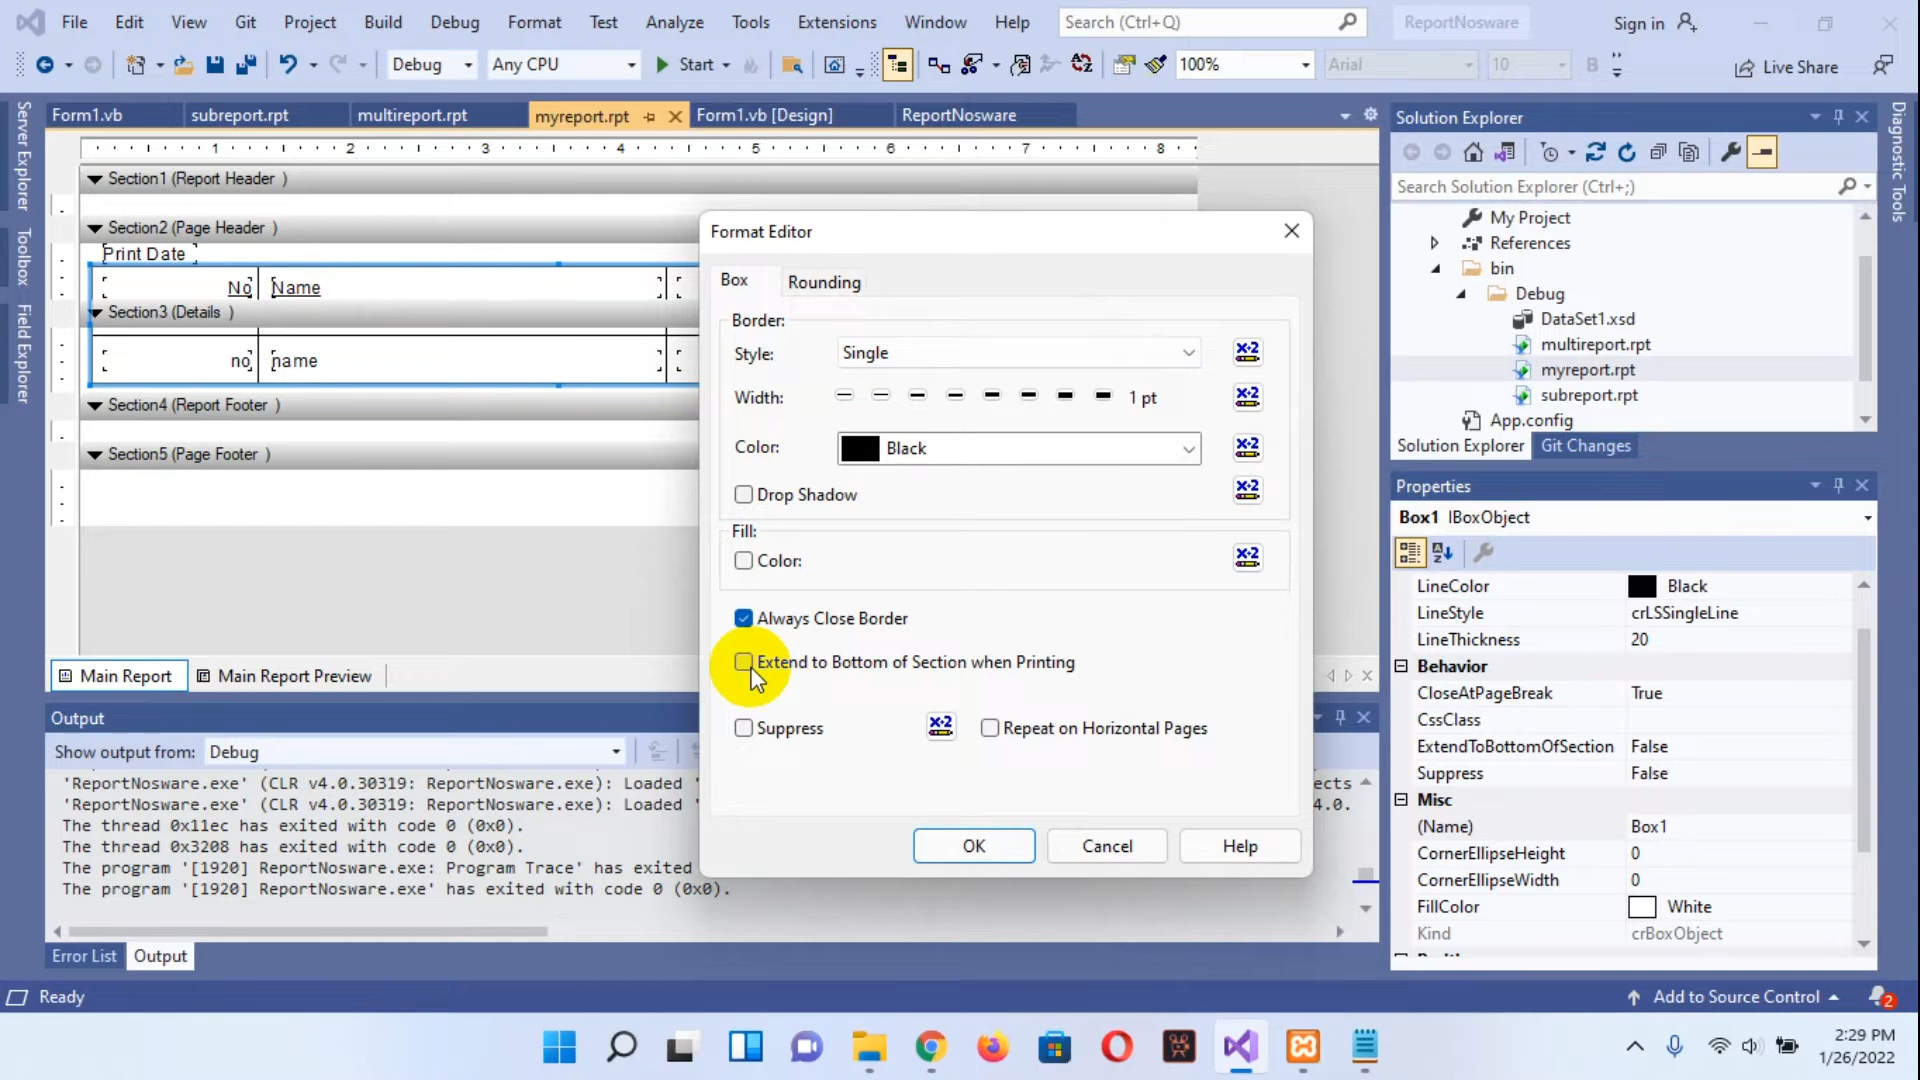 File Edit View Git Project Build Debug Format Test Analyze Tools Extensions Window Help Search (Ctrl+Q) ReportNosware Sign in
Debug Any CPU Start 100% Arial 10 B Live Share
Form1.vb subreport.rpt multireport.rpt myreport.rpt Form1.vb [Design] ReportNosware
Server Explorer
Toolbox
Field Explorer
1 2 3 4 5 6 7 8
Section1 (Report Header )
Section2 (Page Header )
Print Date
No Name
Section3 (Details )
no name
Section4 (Report Footer )
Section5 (Page Footer )
Main Report Main Report Preview
Format Editor
Box Rounding
Border:
Style: Single
Width: 1 pt
Color: Black
Drop Shadow
Fill:
Color:
Always Close Border
Extend to Bottom of Section when Printing
Suppress Repeat on Horizontal Pages
OK Cancel Help
Output
Show output from: Debug
'ReportNosware.exe' (CLR v4.0.30319: ReportNosware.exe): Loaded ' ects
'ReportNosware.exe' (CLR v4.0.30319: ReportNosware.exe): Loaded ' 4.0.
The thread 0x11ec has exited with code 0 (0x0).
The thread 0x3208 has exited with code 0 (0x0).
The program '[1920] ReportNosware.exe: Program Trace' has exited
The program '[1920] ReportNosware.exe' has exited with code 0 (0x0).
Error List Output
Solution Explorer
Search Solution Explorer (Ctrl+;)
My Project
References
bin
Debug
DataSet1.xsd
multireport.rpt
myreport.rpt
subreport.rpt
App.config
Solution Explorer Git Changes
Diagnostic Tools
Properties
Box1 IBoxObject
LineColor Black
LineStyle crLSSingleLine
LineThickness 20
Behavior
CloseAtPageBreak True
CssClass
ExtendToBottomOfSection False
Suppress False
Misc
(Name) Box1
CornerEllipseHeight 0
CornerEllipseWidth 0
FillColor White
Kind crBoxObject
Ready Add to Source Control 2
2:29 PM
1/26/2022